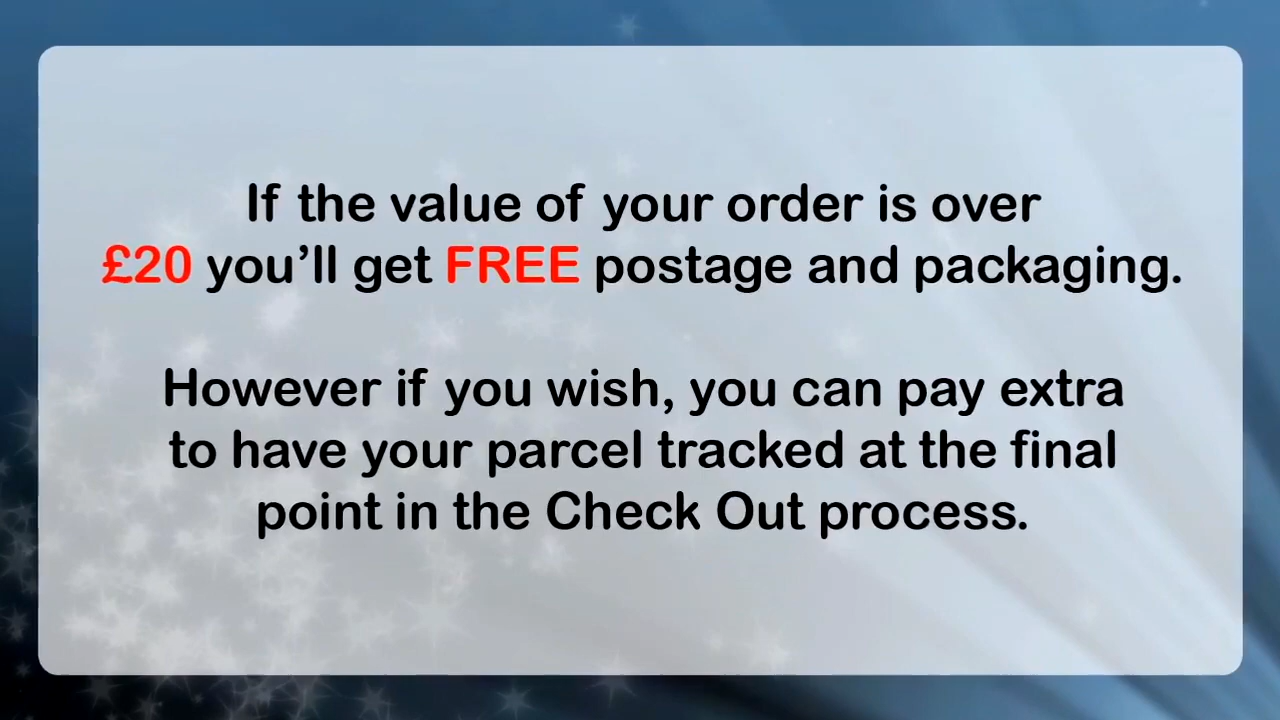 If the value of your order is over
£20 you’ll get FREE postage and packaging.
However if you wish, you can pay extra
to have your parcel tracked at the final
point in the Check Out process.